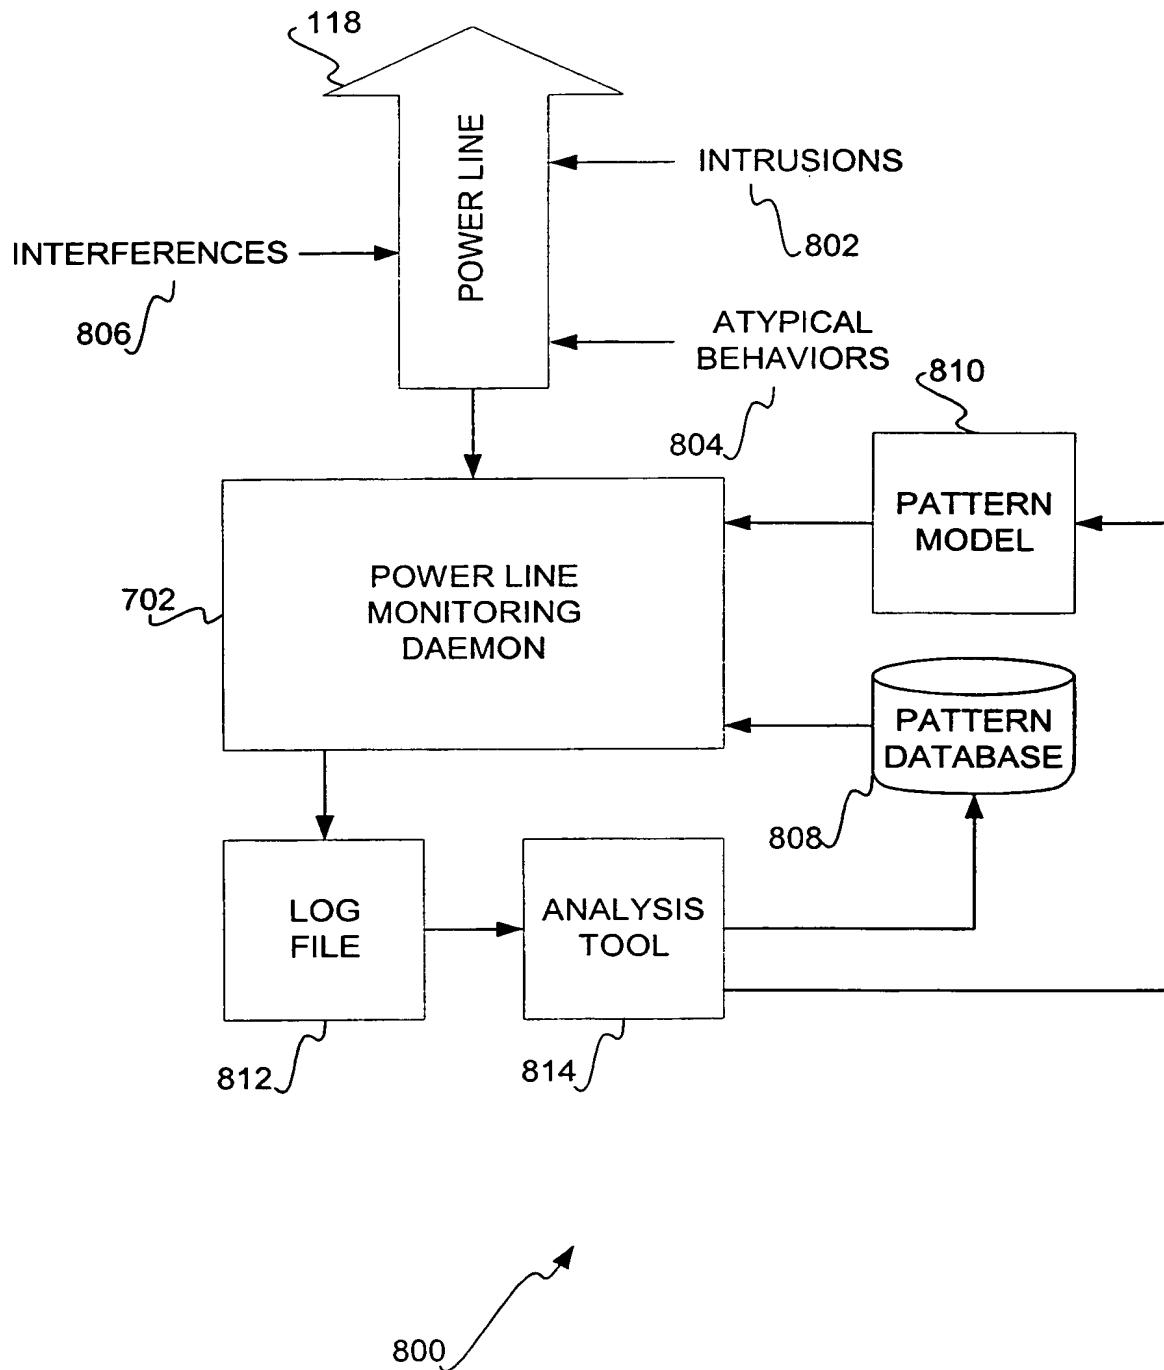 118
POWER LINE
INTRUSIONS
802
INTERFERENCES
806
ATYPICAL
BEHAVIORS
804
810
PATTERN
MODEL
702
POWER LINE
MONITORING
DAEMON
PATTERN
DATABASE
808
LOG
FILE
ANALYSIS
TOOL
812
814
800